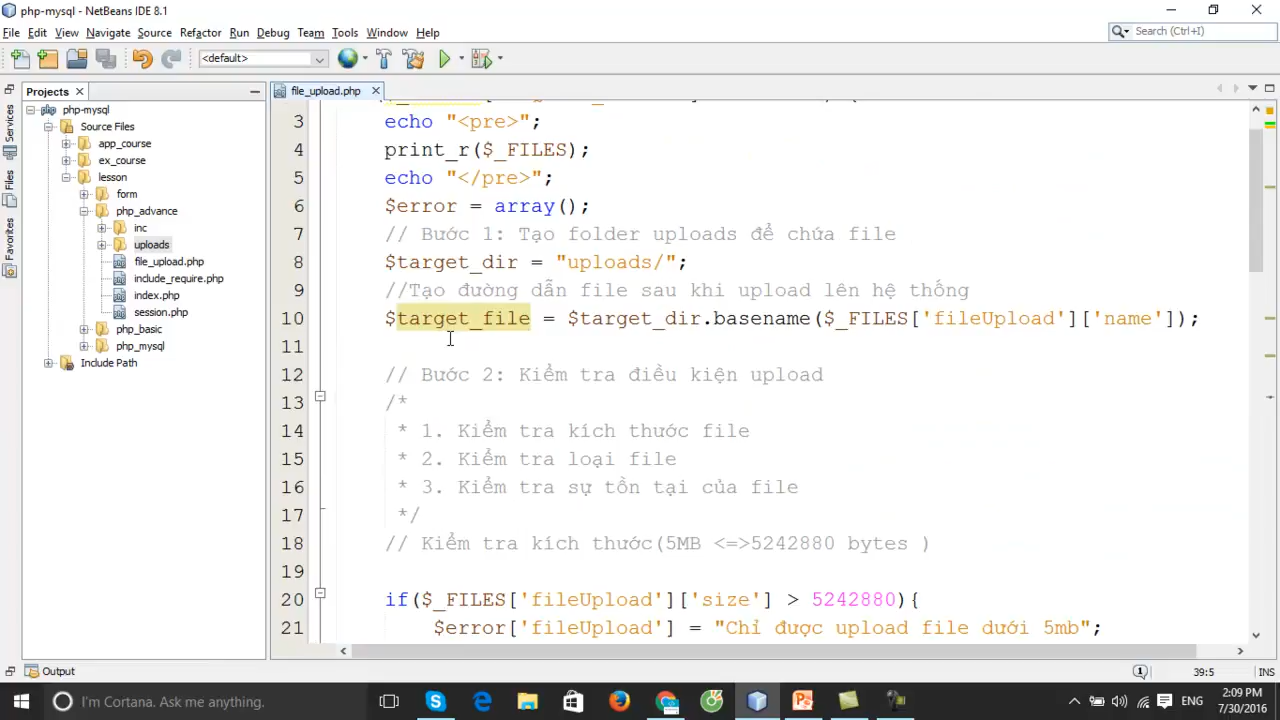 php-mysql - NetBeans IDE 8.1
File Edit View Navigate Source Refactor Run Debug Team Tools Window Help
Search (Ctrl+I)
<default>
Projects
file_upload.php
Services
Files
Favorites
php-mysql
Source Files
app_course
ex_course
lesson
form
php_advance
inc
uploads
file_upload.php
include_require.php
index.php
session.php
php_basic
php_mysql
Include Path
3 echo "<pre>";
4 print_r($_FILES);
5 echo "</pre>";
6 $error = array();
7 // Bước 1: Tạo folder uploads để chứa file
8 $target_dir = "uploads/";
9 //Tạo đường dẫn file sau khi upload lên hệ thống
10 $target_file = $target_dir.basename($_FILES['fileUpload']['name']);
11
12 // Bước 2: Kiểm tra điều kiện upload
13 /*
14 * 1. Kiểm tra kích thước file
15 * 2. Kiểm tra loại file
16 * 3. Kiểm tra sự tồn tại của file
17 */
18 // Kiểm tra kích thước(5MB <=>5242880 bytes )
19
20 if($_FILES['fileUpload']['size'] > 5242880){
21 $error['fileUpload'] = "Chỉ được upload file dưới 5mb";
Output
1
39:5
INS
I'm Cortana. Ask me anything.
ENG
2:09 PM
7/30/2016